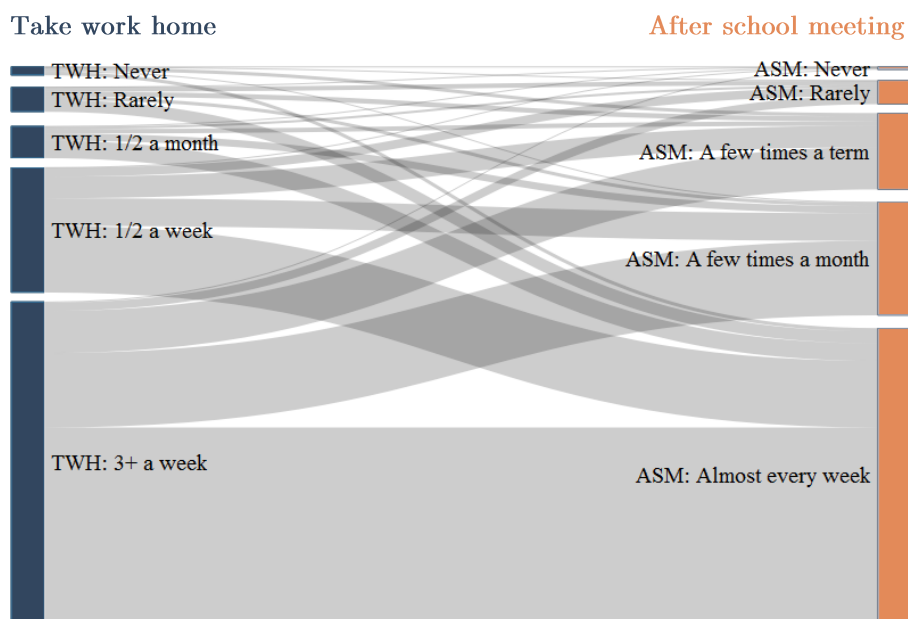 Take work home
After school meeting
TWH: Never
ASM: Never
TWH: Rarely
ASM: Rarely
TWH: 1/2 a month
ASM: A few times a term
TWH: 1/2 a week
ASM: A few times a month
TWH: 3+ a week
ASM: Almost every week